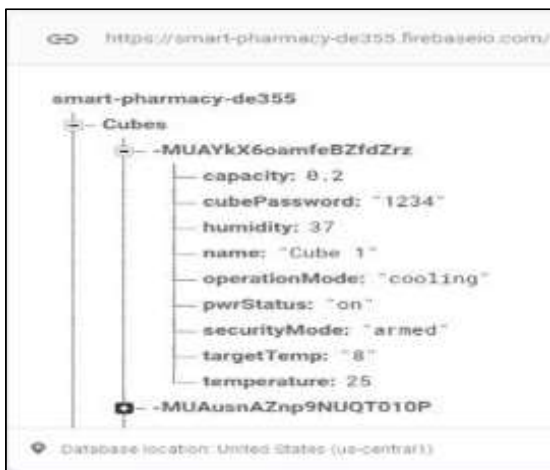 https://smart-pharmacy-de355.firebaseio.com/
smart-pharmacy-de355
Cubes
-MUAYkX6oamfeBZfdZrz
capacity: 0.2
cubePassword: "1234"
humidity: 37
name: "Cube 1"
operationMode: "cooling"
pwrStatus: "on"
securityMode: "armed"
targetTemp: "8"
temperature: 25
-MUAusnAZnp9NUQT010P
Database location: United States (us-central1)